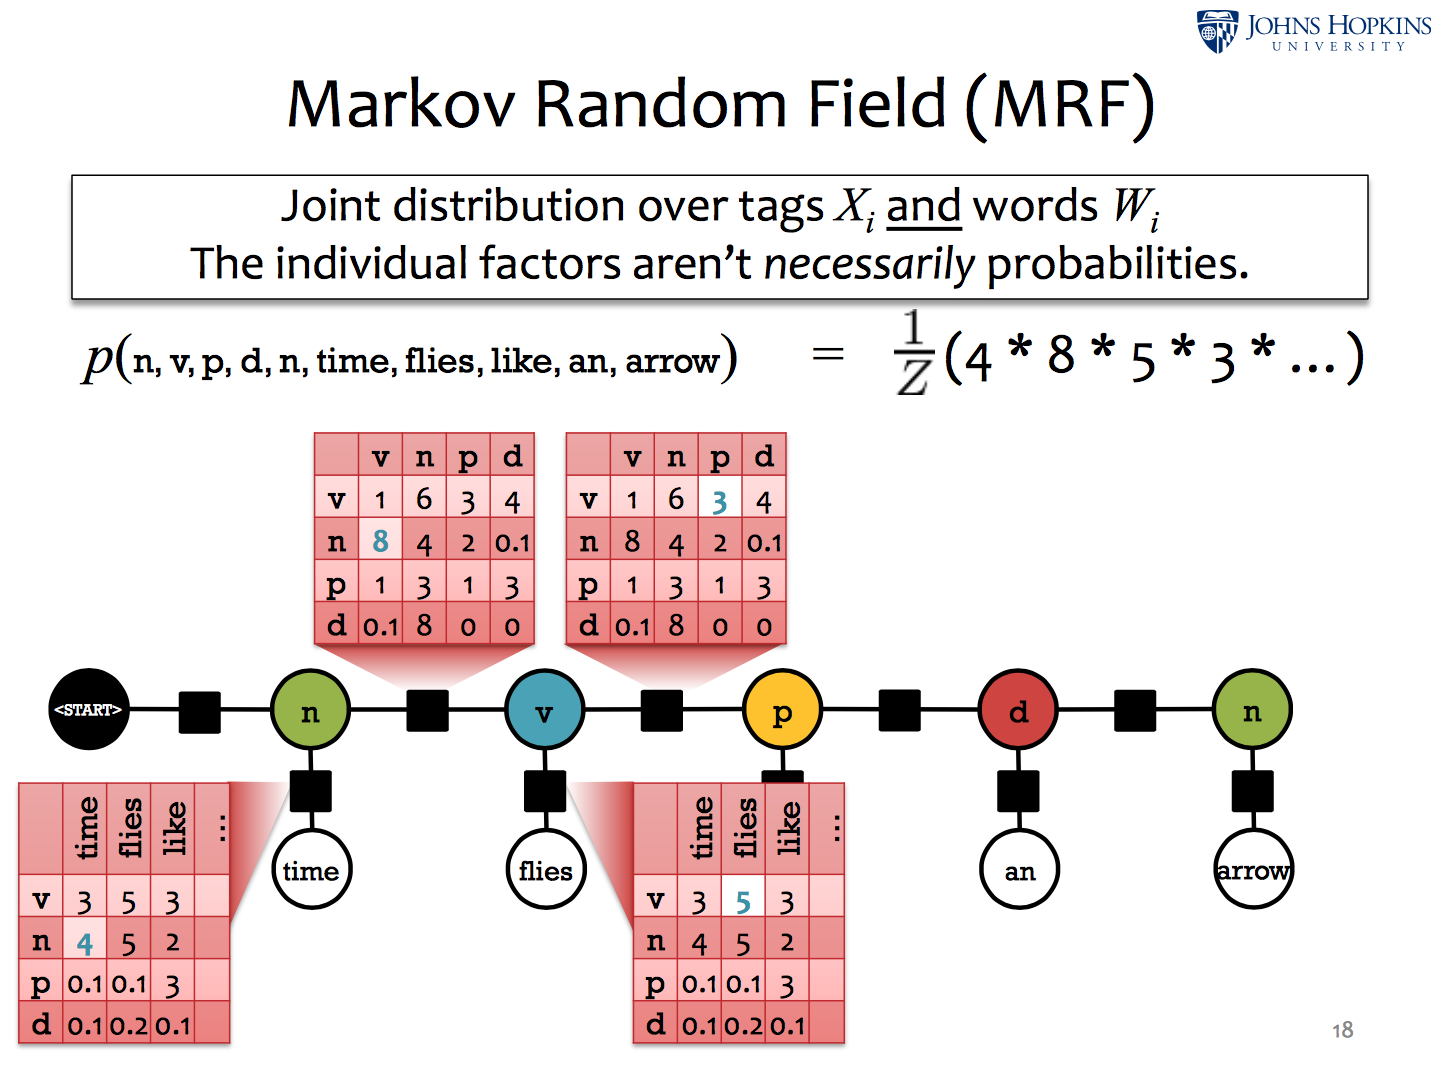 JOHNS HOPKINS
UNIVERSITY
Markov Random Field (MRF)
Joint distribution over tags Xi and words Wi
The individual factors aren't necessarily probabilities.
p(n, v, p, d, n, time, flies, like, an, arrow) = 1/Z (4 * 8 * 5 * 3 * ...)
v n p d
v 1 6 3 4
n 8 4 2 0.1
p 1 3 1 3
d 0.1 8 0 0
v n p d
v 1 6 3 4
n 8 4 2 0.1
p 1 3 1 3
d 0.1 8 0 0
<START> n v p d n
time flies like ...
v 3 5 3
n 4 5 2
p 0.1 0.1 3
d 0.1 0.2 0.1
time
flies
time flies like ...
v 3 5 3
n 4 5 2
p 0.1 0.1 3
d 0.1 0.2 0.1
an
arrow
18